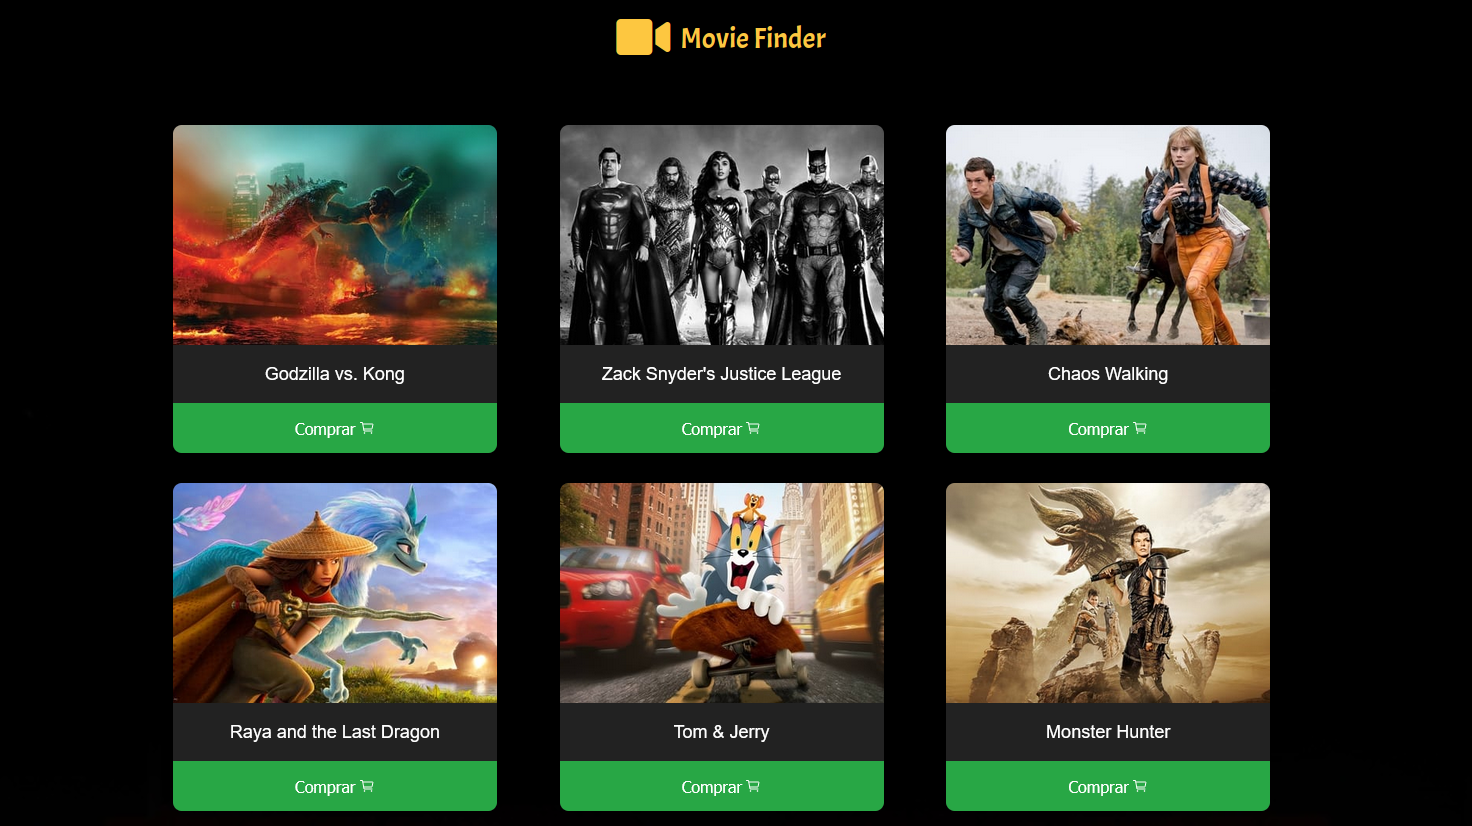 Movie Finder
Godzilla vs. Kong
Zack Snyder's Justice League
Chaos Walking
Comprar
Comprar
Comprar
Raya and the Last Dragon
Tom & Jerry
Monster Hunter
Comprar
Comprar
Comprar